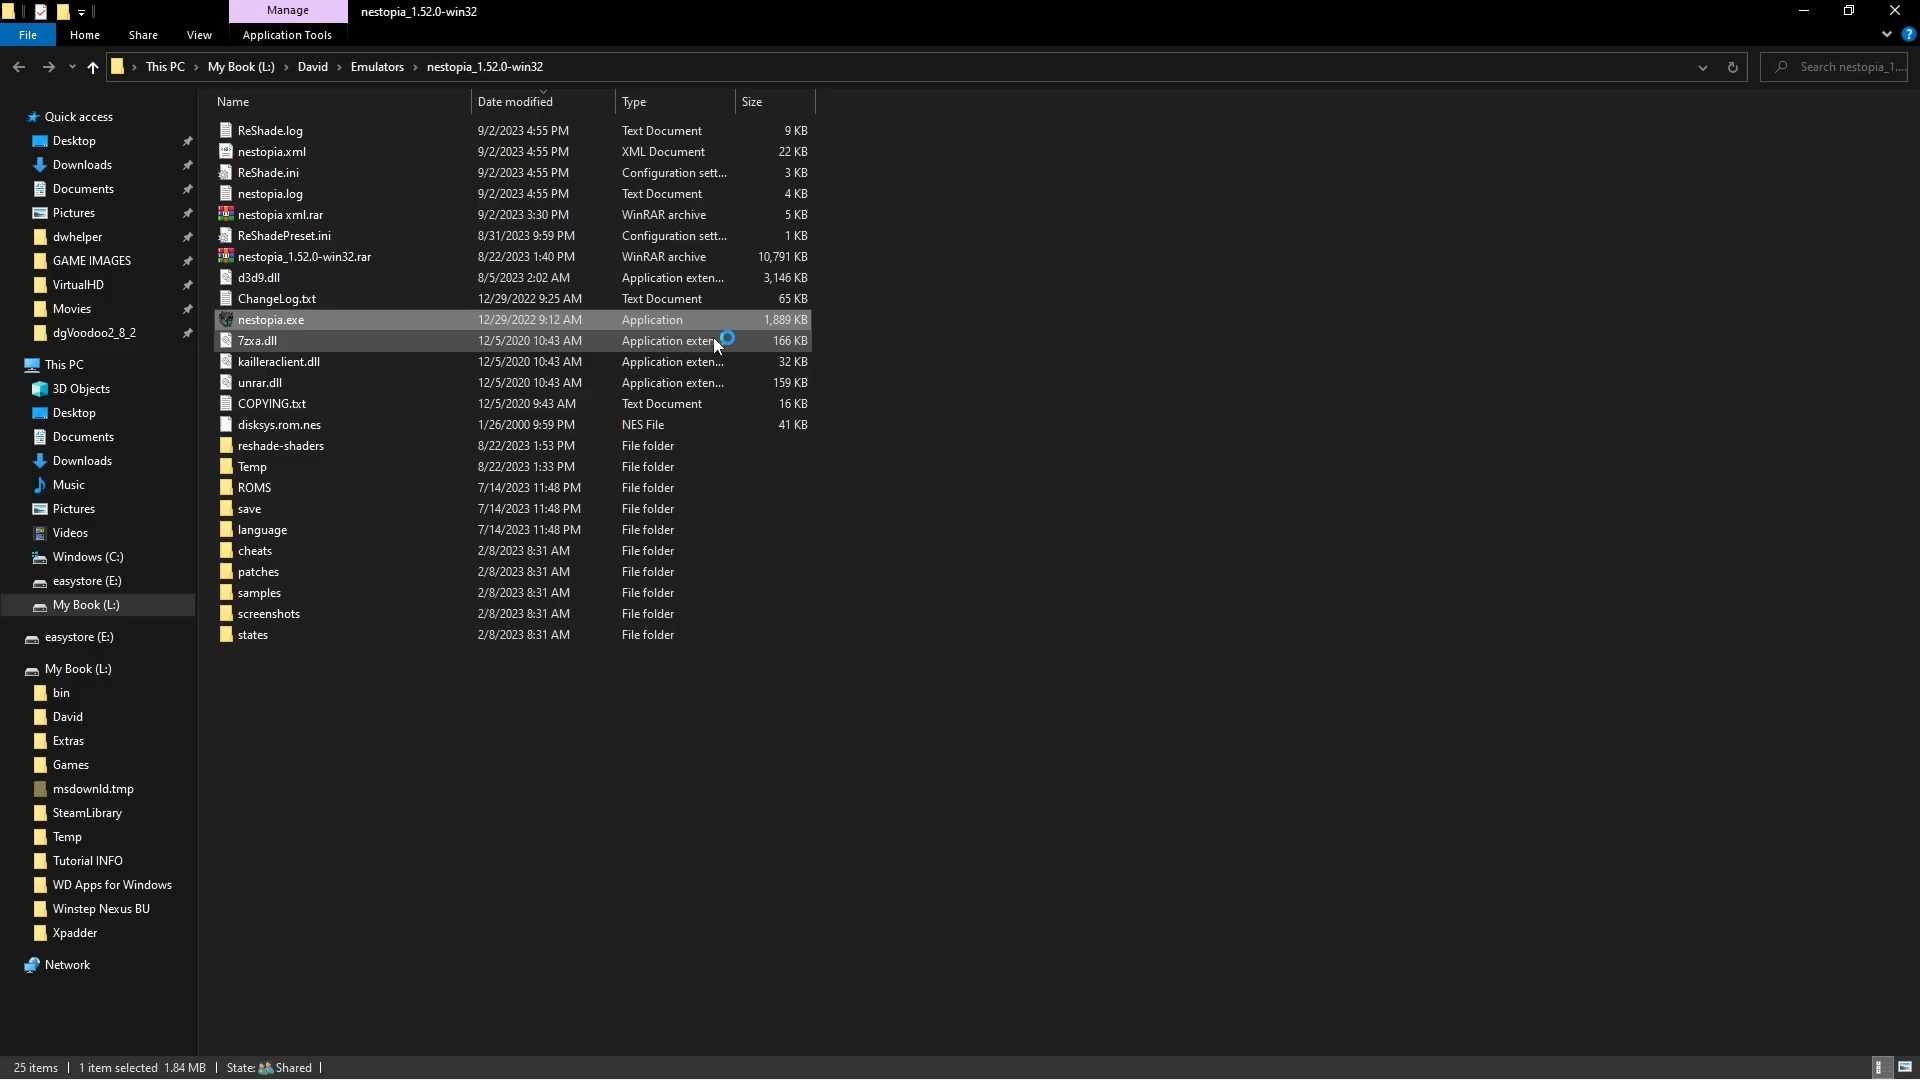 Manage
nestopia_1.52.0-win32
File
Home
Share
View
Application Tools
This PC
My Book (L:)
David
Emulators
nestopia_1.52.0-win32
Search nestopia_1....
Name
Date modified
Type
Size
ReShade.log 9/2/2023 4:55 PM Text Document 9 KB
nestopia.xml 9/2/2023 4:55 PM XML Document 22 KB
ReShade.ini 9/2/2023 4:55 PM Configuration sett... 3 KB
nestopia.log 9/2/2023 4:55 PM Text Document 4 KB
nestopia xml.rar 9/2/2023 3:30 PM WinRAR archive 5 KB
ReShadePreset.ini 8/31/2023 9:59 PM Configuration sett... 1 KB
nestopia_1.52.0-win32.rar 8/22/2023 1:40 PM WinRAR archive 10,791 KB
d3d9.dll 8/5/2023 2:02 AM Application exten... 3,146 KB
ChangeLog.txt 12/29/2022 9:25 AM Text Document 65 KB
nestopia.exe 12/29/2022 9:12 AM Application 1,889 KB
7zxa.dll 12/5/2020 10:43 AM Application exten 166 KB
kailleraclient.dll 12/5/2020 10:43 AM Application exten... 32 KB
unrar.dll 12/5/2020 10:43 AM Application exten... 159 KB
COPYING.txt 12/5/2020 9:43 AM Text Document 16 KB
disksys.rom.nes 1/26/2000 9:59 PM NES File 41 KB
reshade-shaders 8/22/2023 1:53 PM File folder
Temp 8/22/2023 1:33 PM File folder
ROMS 7/14/2023 11:48 PM File folder
save 7/14/2023 11:48 PM File folder
language 7/14/2023 11:48 PM File folder
cheats 2/8/2023 8:31 AM File folder
patches 2/8/2023 8:31 AM File folder
samples 2/8/2023 8:31 AM File folder
screenshots 2/8/2023 8:31 AM File folder
states 2/8/2023 8:31 AM File folder
Quick access
Desktop
Downloads
Documents
Pictures
dwhelper
GAME IMAGES
VirtualHD
Movies
dgVoodoo2_8_2
This PC
3D Objects
Desktop
Documents
Downloads
Music
Pictures
Videos
Windows (C:)
easystore (E:)
My Book (L:)
easystore (E:)
My Book (L:)
bin
David
Extras
Games
msdownld.tmp
SteamLibrary
Temp
Tutorial INFO
WD Apps for Windows
Winstep Nexus BU
Xpadder
Network
25 items
1 item selected 1.84 MB
State: Shared